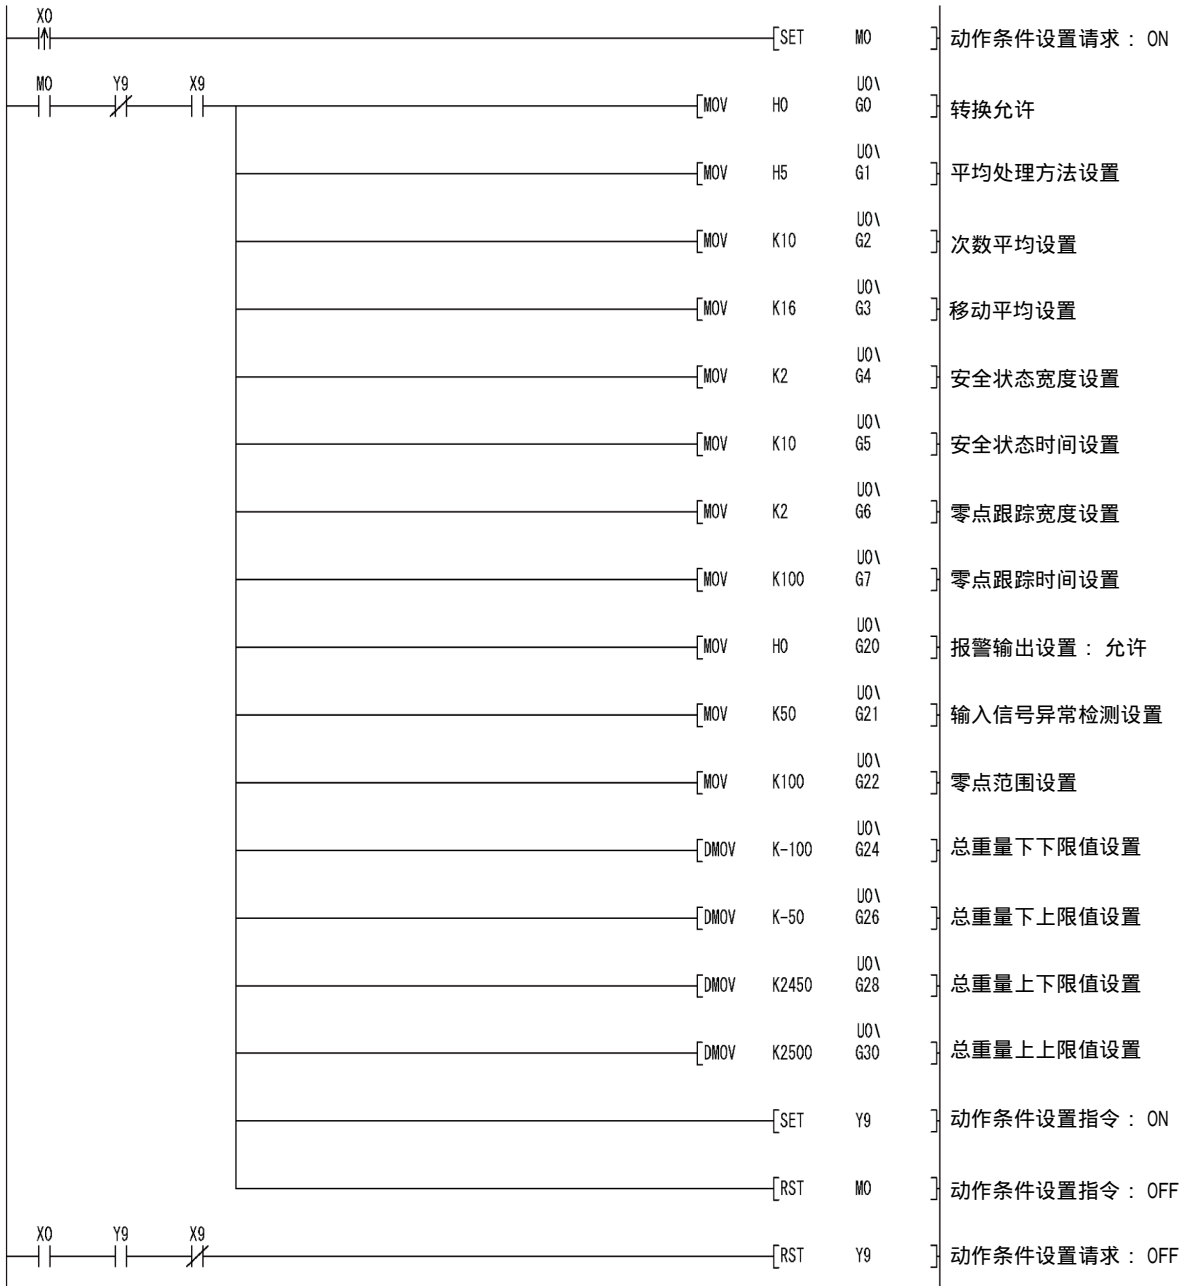 X0
[SET M0 ] 动作条件设置请求： ON
M0 Y9 X9
U0\
[MOV H0 G0 ] 转换允许
U0\
[MOV H5 G1 ] 平均处理方法设置
U0\
[MOV K10 G2 ] 次数平均设置
U0\
[MOV K16 G3 ] 移动平均设置
U0\
[MOV K2 G4 ] 安全状态宽度设置
U0\
[MOV K10 G5 ] 安全状态时间设置
U0\
[MOV K2 G6 ] 零点跟踪宽度设置
U0\
[MOV K100 G7 ] 零点跟踪时间设置
U0\
[MOV H0 G20 ] 报警输出设置： 允许
U0\
[MOV K50 G21 ] 输入信号异常检测设置
U0\
[MOV K100 G22 ] 零点范围设置
U0\
[DMOV K-100 G24 ] 总重量下下限值设置
U0\
[DMOV K-50 G26 ] 总重量下上限值设置
U0\
[DMOV K2450 G28 ] 总重量上下限值设置
U0\
[DMOV K2500 G30 ] 总重量上上限值设置
[SET Y9 ] 动作条件设置指令： ON
[RST M0 ] 动作条件设置指令： OFF
X0 Y9 X9
[RST Y9 ] 动作条件设置请求： OFF